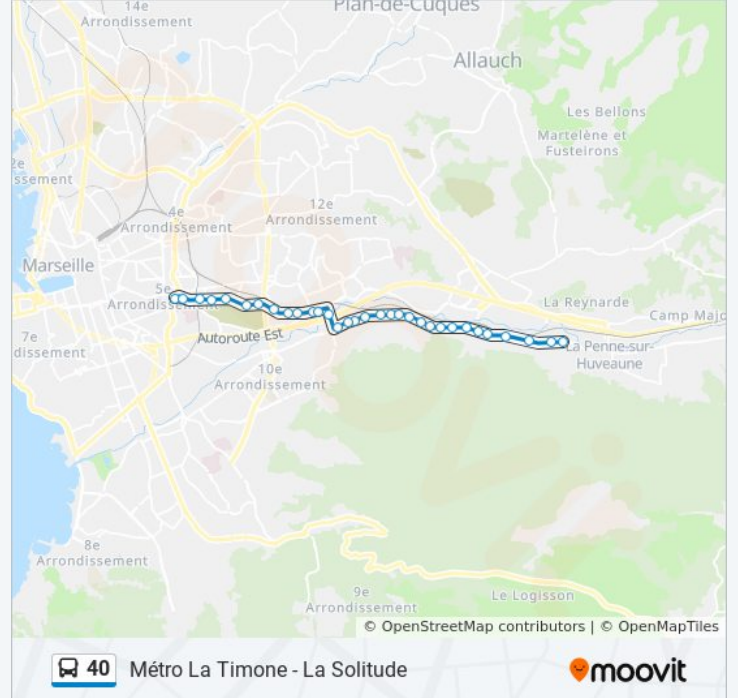 Plan-de-Cuques
14e
Arrondissement
Allauch
Les Bellons
Martelène et
Fusteirons
2e
ssement
12e
Arrondissement
4e
Arrondissement
Marseille
5e
Arrondissement
La Reynarde
Camp Majo
7e
dissement
Autoroute Est
La Penne-sur-
Huveaune
10e
Arrondissement
8e
Arrondissement
9e
Arrondissement
Le Logisson
© OpenStreetMap contributors | © OpenMapTiles
40 Métro La Timone - La Solitude
moovit